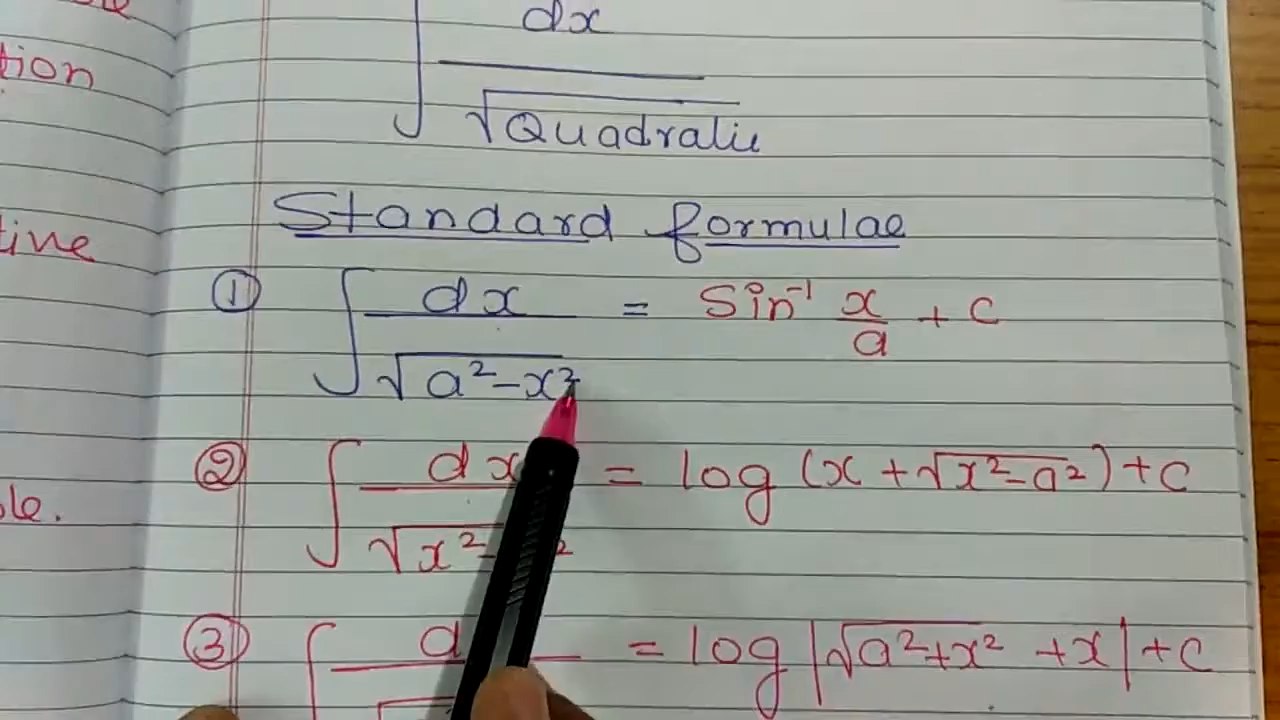 tion
tive
le.
dx
√Quadratic
Standard formulae
① ∫ dx / √a²-x² = Sin⁻¹ x/a + c
② ∫ dx / √x²- ² = log (x + √x²-a²) + c
③ ∫ d = log |√a²+x² + x| + c